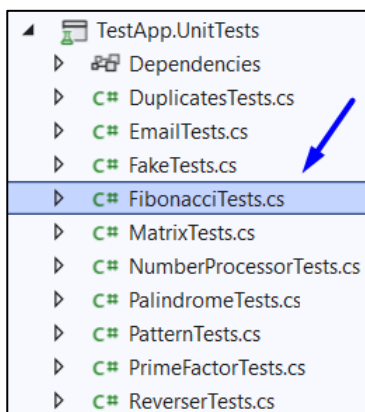 TestApp.UnitTests
Dependencies
C# DuplicatesTests.cs
C# EmailTests.cs
C# FakeTests.cs
C# FibonacciTests.cs
C# MatrixTests.cs
C# NumberProcessorTests.cs
C# PalindromeTests.cs
C# PatternTests.cs
C# PrimeFactorTests.cs
C# ReverserTests.cs